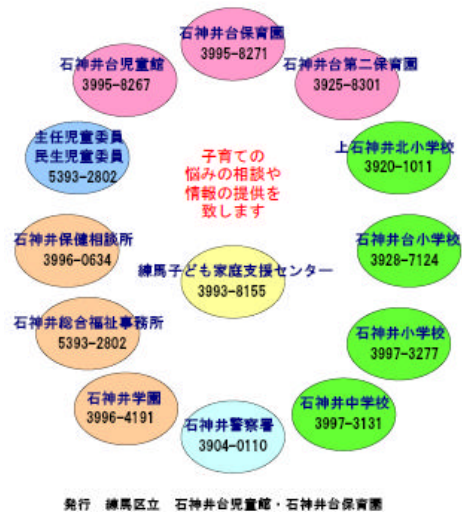 石神井台保育園
3995-8271
石神井台児童館
3995-8267
石神井台第二保育園
3925-8301
主任児童委員
民生児童委員
5393-2802
子育ての
悩みの相談や
情報の提供を
致します
上石神井北小学校
3920-1011
石神井保健相談所
3996-0634
石神井台小学校
3928-7124
練馬子ども家庭支援センター
3993-8155
石神井総合福祉事務所
5393-2802
石神井小学校
3997-3277
石神井学園
3996-4191
石神井中学校
3997-3131
石神井警察署
3904-0110
発行 練馬区立 石神井台児童館・石神井台保育園